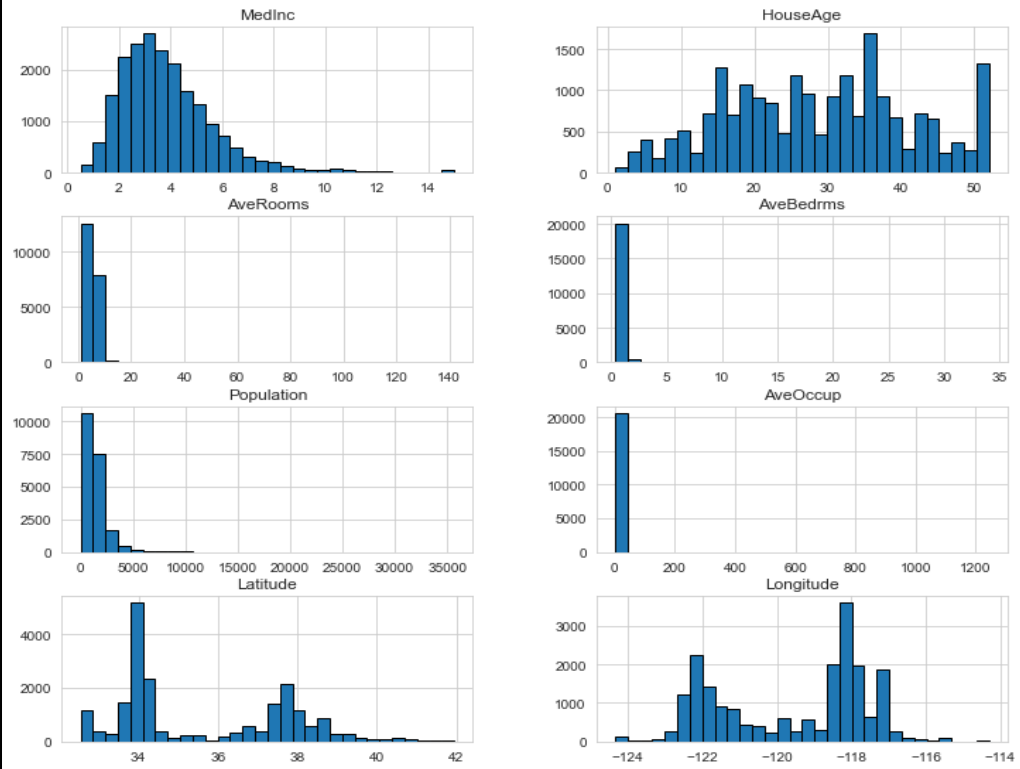 MedInc HouseAge
2000
1000
0
0 2 4 6 8 10 12 14
1500
1000
500
0
0 10 20 30 40 50
AveRooms AveBedrms
10000
5000
0
0 20 40 60 80 100 120 140
20000
15000
10000
5000
0
0 5 10 15 20 25 30 35
Population AveOccup
10000
7500
5000
2500
0
0 5000 10000 15000 20000 25000 30000 35000
20000
15000
10000
5000
0
0 200 400 600 800 1000 1200
Latitude Longitude
4000
2000
0
34 36 38 40 42
3000
2000
1000
0
−124 −122 −120 −118 −116 −114